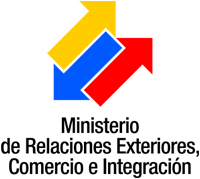 Ministerio
de Relaciones Exteriores,
Comercio e Integración